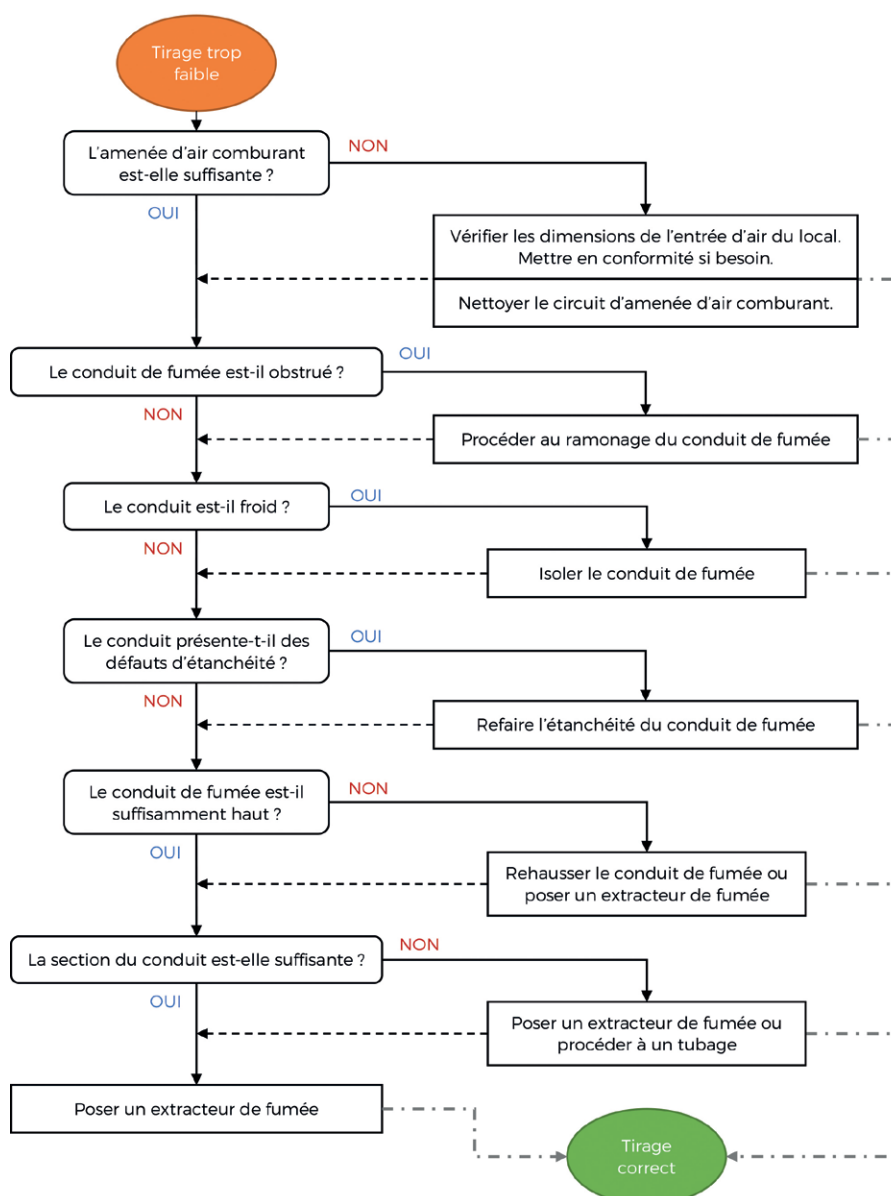 Tirage trop
faible
L'amenée d'air comburant
est-elle suffisante ?
NON
OUI
Vérifier les dimensions de l'entrée d'air du local.
Mettre en conformité si besoin.
Nettoyer le circuit d'amenée d'air comburant.
Le conduit de fumée est-il obstrué ?
OUI
NON
Procéder au ramonage du conduit de fumée
Le conduit est-il froid ?
OUI
NON
Isoler le conduit de fumée
Le conduit présente-t-il des
défauts d'étanchéité ?
OUI
NON
Refaire l'étanchéité du conduit de fumée
Le conduit de fumée est-il
suffisamment haut ?
NON
OUI
Rehausser le conduit de fumée ou
poser un extracteur de fumée
La section du conduit est-elle suffisante ?
NON
OUI
Poser un extracteur de fumée ou
procéder à un tubage
Poser un extracteur de fumée
Tirage
correct